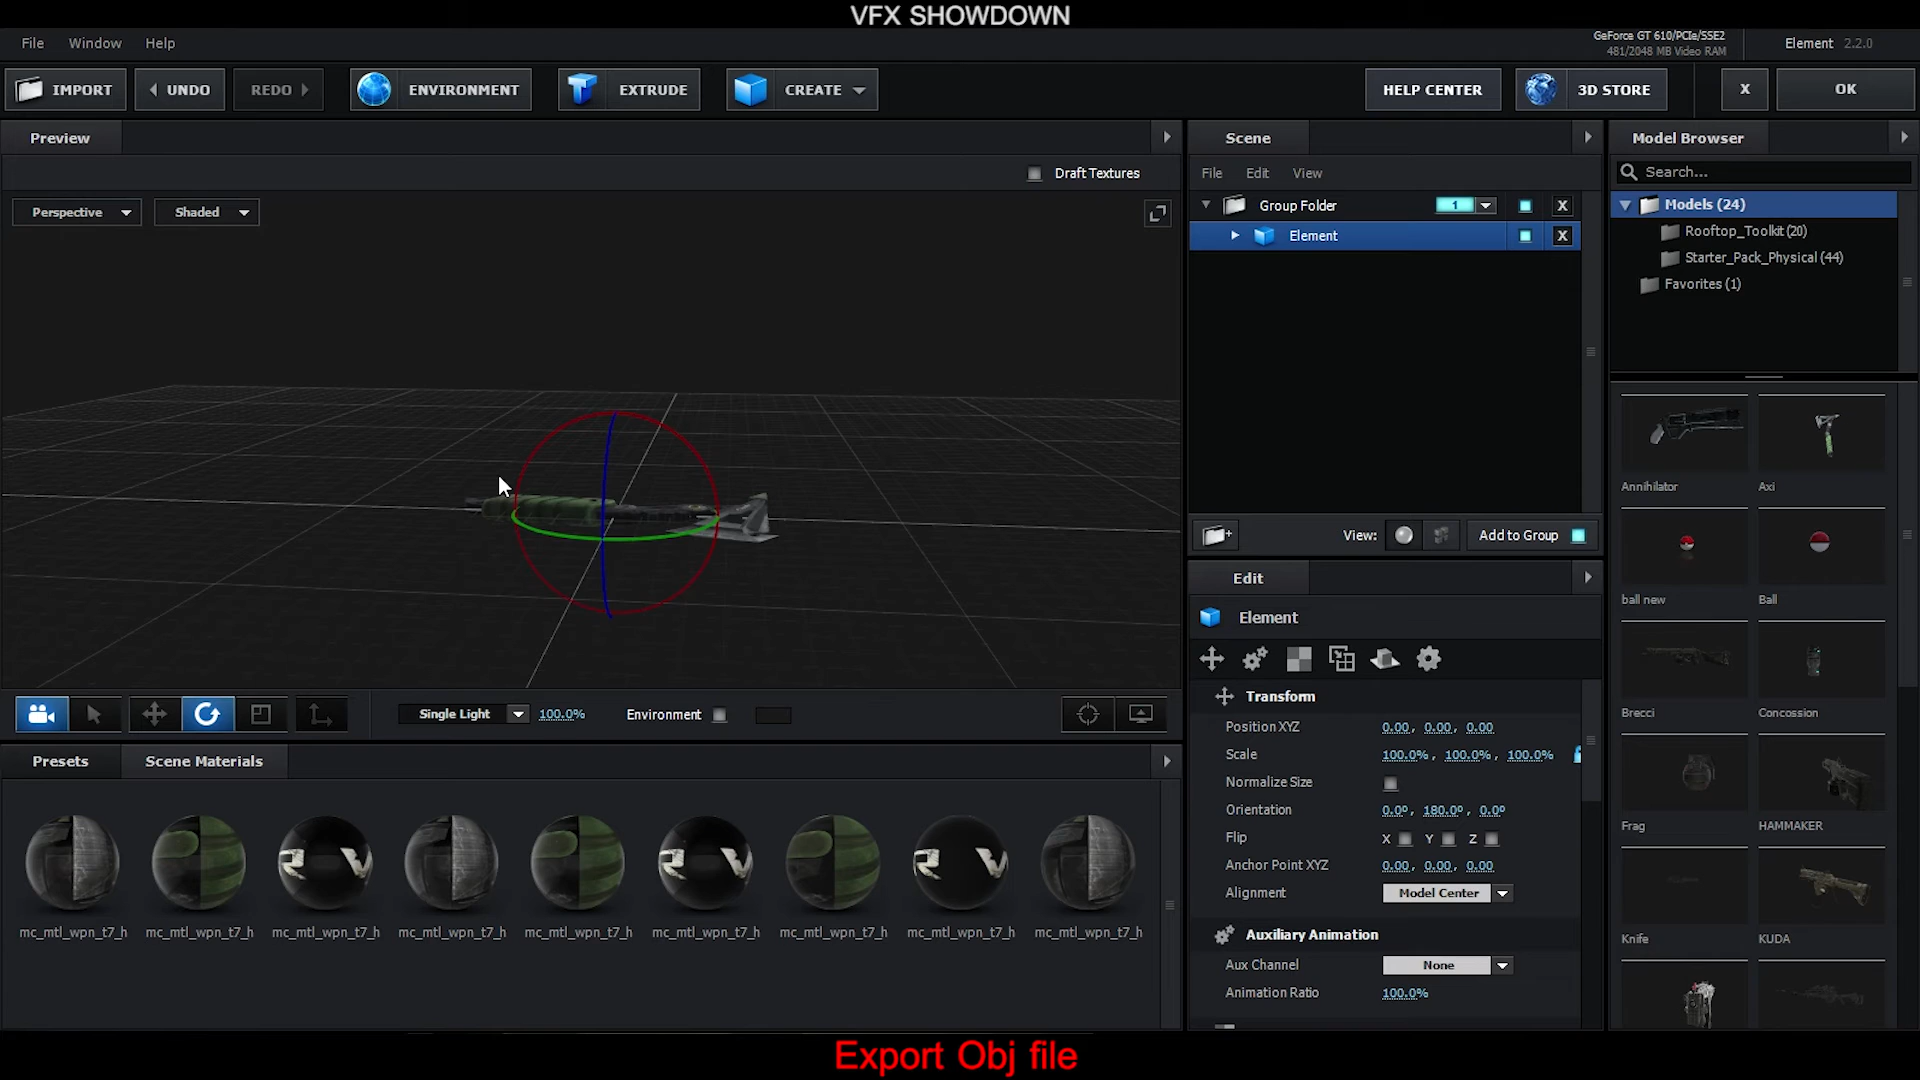 VFX SHOWDOWN
File Window Help
GeForce GT 610/PCIe/SSE2
481/2048 MB Video RAM
Element 2.2.0
IMPORT UNDO REDO ENVIRONMENT EXTRUDE CREATE HELP CENTER 3D STORE X OK
Preview
Draft Textures
Perspective Shaded
Single Light 100.0% Environment
Presets Scene Materials
mc_mtl_wpn_t7_h mc_mtl_wpn_t7_h mc_mtl_wpn_t7_h mc_mtl_wpn_t7_h mc_mtl_wpn_t7_h mc_mtl_wpn_t7_h mc_mtl_wpn_t7_h mc_mtl_wpn_t7_h mc_mtl_wpn_t7_h
Scene
File Edit View
Group Folder 1 X
Element X
View: Add to Group
Edit
Element
Transform
Position XYZ 0.00, 0.00, 0.00
Scale 100.0%, 100.0%, 100.0%
Normalize Size
Orientation 0.0º, 180.0º, 0.0º
Flip X Y Z
Anchor Point XYZ 0.00, 0.00, 0.00
Alignment Model Center
Auxiliary Animation
Aux Channel None
Animation Ratio 100.0%
Model Browser
Search...
Models (24)
Rooftop_Toolkit (20)
Starter_Pack_Physical (44)
Favorites (1)
Annihilator Axi
ball new Ball
Brecci Concossion
Frag HAMMAKER
Knife KUDA
Export Obj file